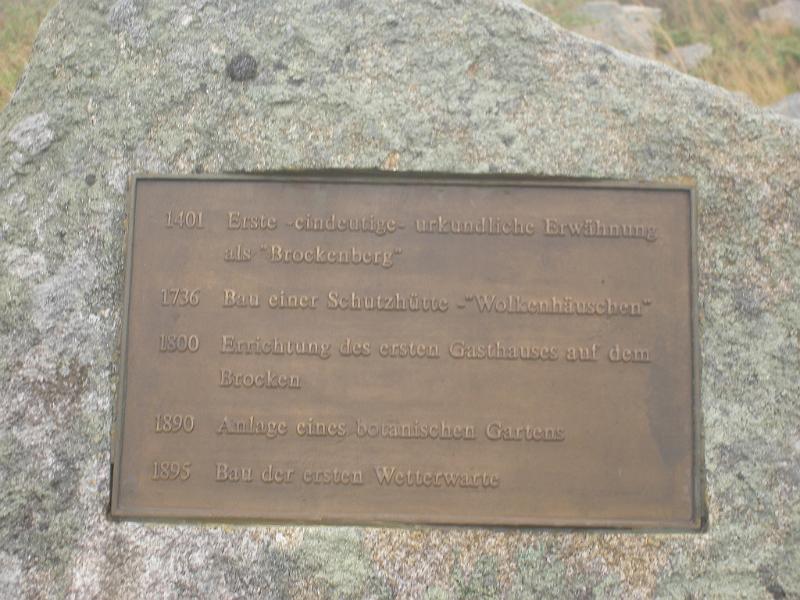 1401 Erste -eindeutige- urkundliche Erwähnung
als "Brockenberg"
1736 Bau einer Schutzhütte -"Wolkenhäuschen"
1800 Errichtung des ersten Gasthauses auf dem
Brocken
1890 Anlage eines botanischen Gartens
1895 Bau der ersten Wetterwarte